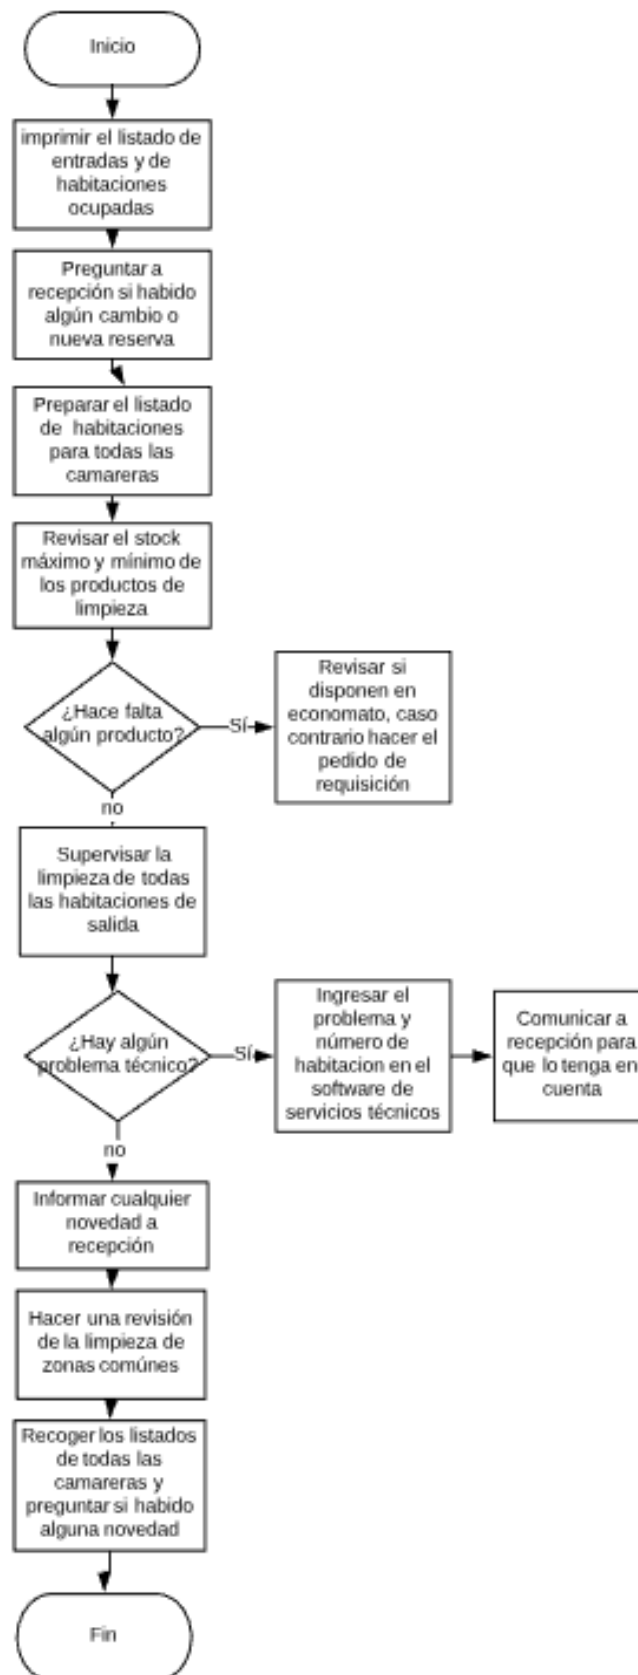 Inicio
imprimir el listado de
entradas y de
habitaciones
ocupadas
Preguntar a
recepción si habido
algún cambio o
nueva reserva
Preparar el listado
de habitaciones
para todas las
camareras
Revisar el stock
máximo y mínimo de
los productos de
limpieza
¿Hace falta
algún producto?
Sí
Revisar si
disponen en
economato, caso
contrario hacer el
pedido de
requisición
no
Supervisar la
limpieza de todas
las habitaciones de
salida
¿Hay algún
problema técnico?
Sí
Ingresar el
problema y
número de
habitacion en el
software de
servicios técnicos
Comunicar a
recepción para
que lo tenga en
cuenta
no
Informar cualquier
novedad a
recepción
Hacer una revisión
de la limpieza de
zonas comúnes
Recoger los listados
de todas las
camareras y
preguntar si habido
alguna novedad
Fin